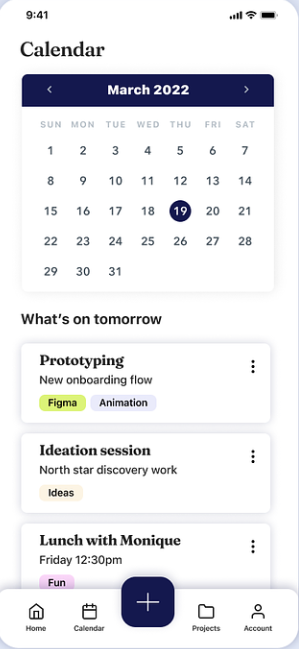 9:41
Calendar
March 2022
SUN MON TUE WED THU FRI SAT
1 2 3 4 5 6 7
8 9 10 11 12 13 14
15 16 17 18 19 20 21
22 23 24 25 26 27 28
29 30 31
What's on tomorrow
Prototyping
New onboarding flow
Figma Animation
Ideation session
North star discovery work
Ideas
Lunch with Monique
Friday 12:30pm
Fun
Home Calendar Projects Account